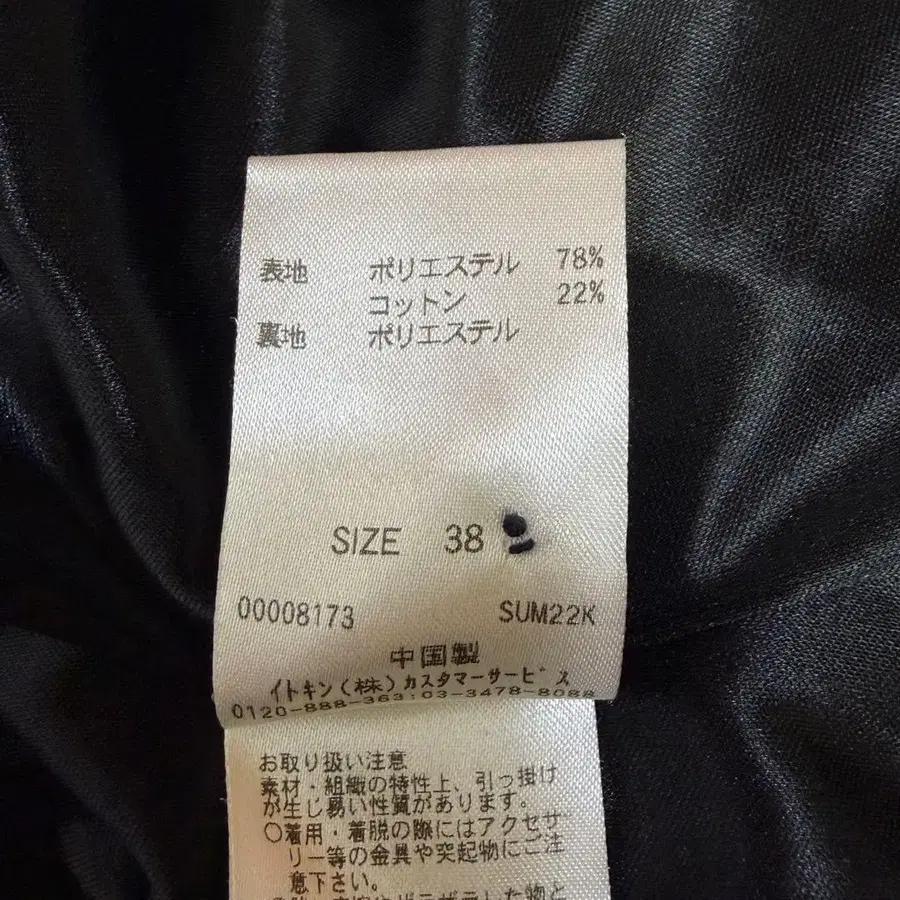 表地 ポリエステル 78%
コットン 22%
裏地 ポリエステル
SIZE 38
00008173 SUM22K
中国製
イトキン(株)カスタマーサービス
0120-888-363:03-3478-8088
お取り扱い注意
素材・組織の特性上、引っ掛け
が生じ易い性質があります。
○着用・着脱の際にはアクセサ
リー等の金具や突起物にご注
意下さい。
した物と